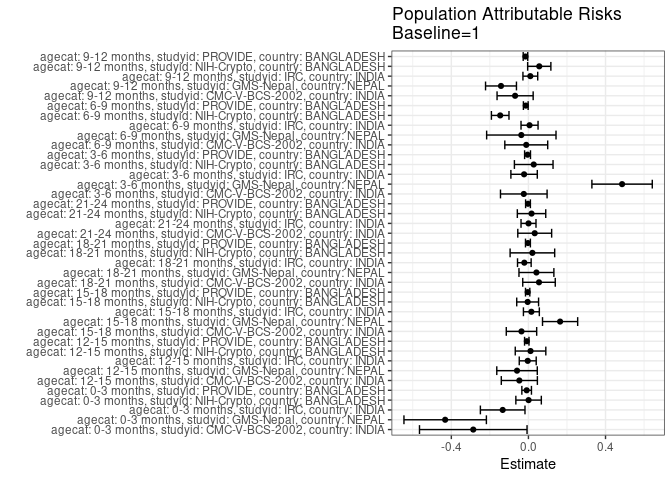 Population Attributable Risks
Baseline=1
agecat: 9-12 months, studyid: PROVIDE, country: BANGLADESH
agecat: 9-12 months, studyid: NIH-Crypto, country: BANGLADESH
agecat: 9-12 months, studyid: IRC, country: INDIA
agecat: 9-12 months, studyid: GMS-Nepal, country: NEPAL
agecat: 9-12 months, studyid: CMC-V-BCS-2002, country: INDIA
agecat: 6-9 months, studyid: PROVIDE, country: BANGLADESH
agecat: 6-9 months, studyid: NIH-Crypto, country: BANGLADESH
agecat: 6-9 months, studyid: IRC, country: INDIA
agecat: 6-9 months, studyid: GMS-Nepal, country: NEPAL
agecat: 6-9 months, studyid: CMC-V-BCS-2002, country: INDIA
agecat: 3-6 months, studyid: PROVIDE, country: BANGLADESH
agecat: 3-6 months, studyid: NIH-Crypto, country: BANGLADESH
agecat: 3-6 months, studyid: IRC, country: INDIA
agecat: 3-6 months, studyid: GMS-Nepal, country: NEPAL
agecat: 3-6 months, studyid: CMC-V-BCS-2002, country: INDIA
agecat: 21-24 months, studyid: PROVIDE, country: BANGLADESH
agecat: 21-24 months, studyid: NIH-Crypto, country: BANGLADESH
agecat: 21-24 months, studyid: IRC, country: INDIA
agecat: 21-24 months, studyid: CMC-V-BCS-2002, country: INDIA
agecat: 18-21 months, studyid: PROVIDE, country: BANGLADESH
agecat: 18-21 months, studyid: NIH-Crypto, country: BANGLADESH
agecat: 18-21 months, studyid: IRC, country: INDIA
agecat: 18-21 months, studyid: GMS-Nepal, country: NEPAL
agecat: 18-21 months, studyid: CMC-V-BCS-2002, country: INDIA
agecat: 15-18 months, studyid: PROVIDE, country: BANGLADESH
agecat: 15-18 months, studyid: NIH-Crypto, country: BANGLADESH
agecat: 15-18 months, studyid: IRC, country: INDIA
agecat: 15-18 months, studyid: GMS-Nepal, country: NEPAL
agecat: 15-18 months, studyid: CMC-V-BCS-2002, country: INDIA
agecat: 12-15 months, studyid: PROVIDE, country: BANGLADESH
agecat: 12-15 months, studyid: NIH-Crypto, country: BANGLADESH
agecat: 12-15 months, studyid: IRC, country: INDIA
agecat: 12-15 months, studyid: GMS-Nepal, country: NEPAL
agecat: 12-15 months, studyid: CMC-V-BCS-2002, country: INDIA
agecat: 0-3 months, studyid: PROVIDE, country: BANGLADESH
agecat: 0-3 months, studyid: NIH-Crypto, country: BANGLADESH
agecat: 0-3 months, studyid: IRC, country: INDIA
agecat: 0-3 months, studyid: GMS-Nepal, country: NEPAL
agecat: 0-3 months, studyid: CMC-V-BCS-2002, country: INDIA
-0.4 0.0 0.4
Estimate